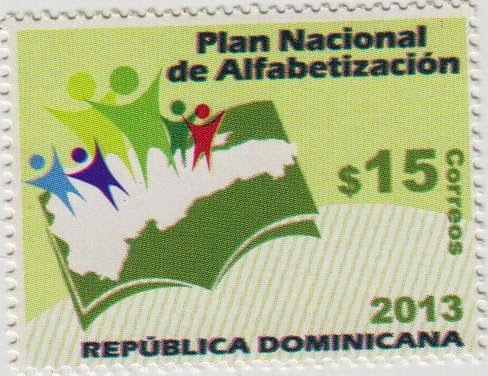 Plan Nacional
de Alfabetización
$15
Correos
2013
REPÚBLICA DOMINICANA